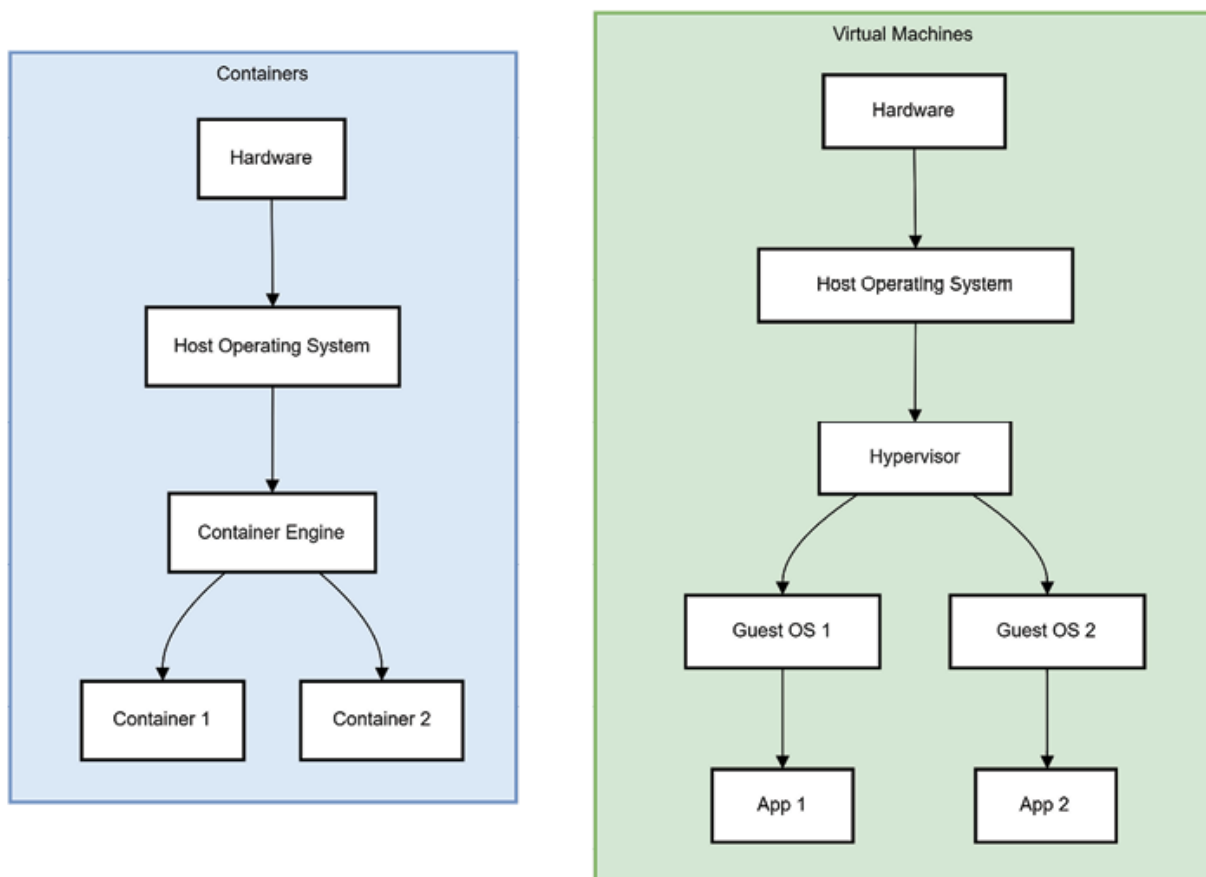 Containers
Hardware
Host Operating System
Container Engine
Container 1
Container 2
Virtual Machines
Hardware
Host Operating System
Hypervisor
Guest OS 1
Guest OS 2
App 1
App 2